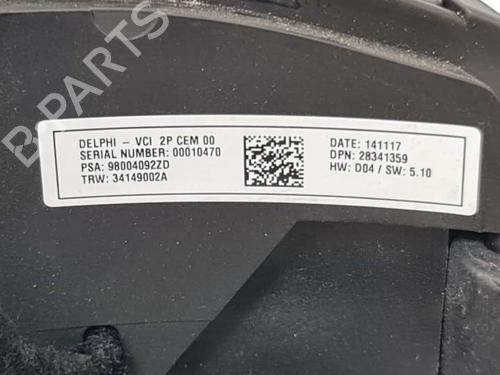 DELPHI - VCI 2P CEM 00
SERIAL NUMBER: 00010470
PSA: 98004092ZD
TRW: 34149002A
DATE: 141117
DPN: 28341359
HW: D04 / SW: 5.10
B-PARTS